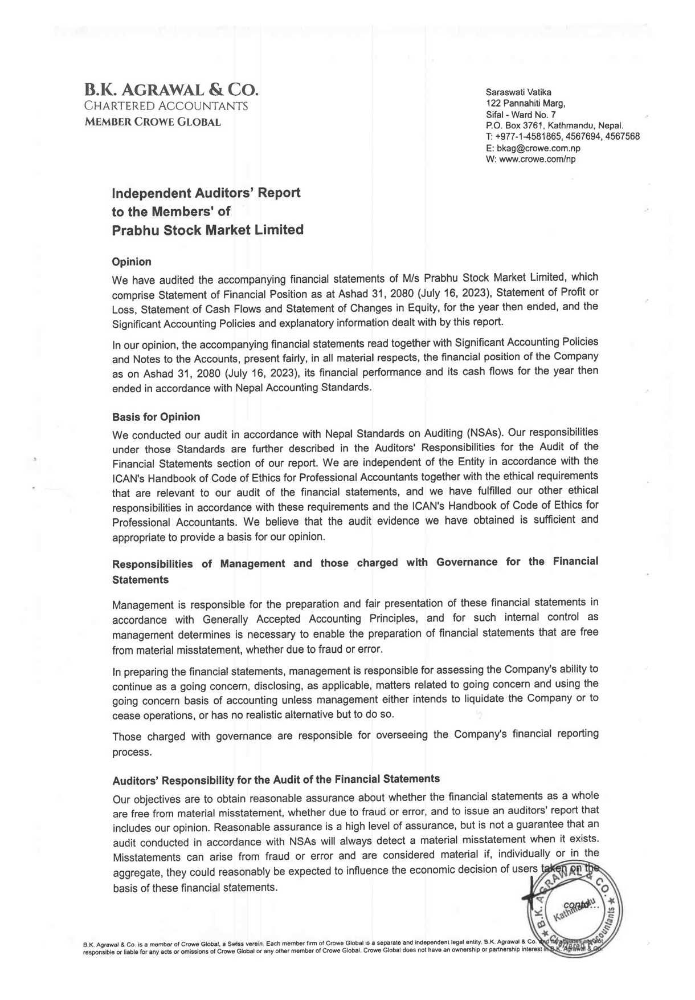 B.K. AGRAWAL & CO.
CHARTERED ACCOUNTANTS
MEMBER CROWE GLOBAL
Saraswati Vatika
122 Pannahiti Marg,
Sifal - Ward No. 7
P.O. Box 3761, Kathmandu, Nepal.
T: +977-1-4581865, 4567694, 4567568
E: bkag@crowe.com.np
W: www.crowe.com/np
Independent Auditors’ Report
to the Members' of
Prabhu Stock Market Limited
Opinion
We have audited the accompanying financial statements of M/s Prabhu Stock Market Limited, which
comprise Statement of Financial Position as at Ashad 31, 2080 (July 16, 2023), Statement of Profit or
Loss, Statement of Cash Flows and Statement of Changes in Equity, for the year then ended, and the
Significant Accounting Policies and explanatory information dealt with by this report.
In our opinion, the accompanying financial statements read together with Significant Accounting Policies
and Notes to the Accounts, present fairly, in all material respects, the financial position of the Company
as on Ashad 31, 2080 (July 16, 2023), its financial performance and its cash flows for the year then
ended in accordance with Nepal Accounting Standards.
Basis for Opinion
We conducted our audit in accordance with Nepal Standards on Auditing (NSAs). Our responsibilities
under those Standards are further described in the Auditors' Responsibilities for the Audit of the
Financial Statements section of our report. We are independent of the Entity in accordance with the
ICAN's Handbook of Code of Ethics for Professional Accountants together with the ethical requirements
that are relevant to our audit of the financial statements, and we have fulfilled our other ethical
responsibilities in accordance with these requirements and the ICAN's Handbook of Code of Ethics for
Professional Accountants. We believe that the audit evidence we have obtained is sufficient and
appropriate to provide a basis for our opinion.
Responsibilities of Management and those charged with Governance for the Financial
Statements
Management is responsible for the preparation and fair presentation of these financial statements in
accordance with Generally Accepted Accounting Principles, and for such internal control as
management determines is necessary to enable the preparation of financial statements that are free
from material misstatement, whether due to fraud or error.
In preparing the financial statements, management is responsible for assessing the Company's ability to
continue as a going concern, disclosing, as applicable, matters related to going concern and using the
going concern basis of accounting unless management either intends to liquidate the Company or to
cease operations, or has no realistic alternative but to do so.
Those charged with governance are responsible for overseeing the Company's financial reporting
process.
Auditors’ Responsibility for the Audit of the Financial Statements
Our objectives are to obtain reasonable assurance about whether the financial statements as a whole
are free from material misstatement, whether due to fraud or error, and to issue an auditors' report that
includes our opinion. Reasonable assurance is a high level of assurance, but is not a guarantee that an
audit conducted in accordance with NSAs will always detect a material misstatement when it exists.
Misstatements can arise from fraud or error and are considered material if, individually or in the
aggregate, they could reasonably be expected to influence the economic decision of users taken on the
basis of these financial statements.
contd...
B.K. AGRAWAL & CO.
Kathmandu
Chartered Accountants
B.K. Agrawal & Co. is a member of Crowe Global, a Swiss verein. Each member firm of Crowe Global is a separate and independent legal entity. B.K. Agrawal & Co. and its affiliates are not
responsible or liable for any acts or omissions of Crowe Global or any other member of Crowe Global. Crowe Global does not have an ownership or partnership interest in B.K. Agrawal & Co.